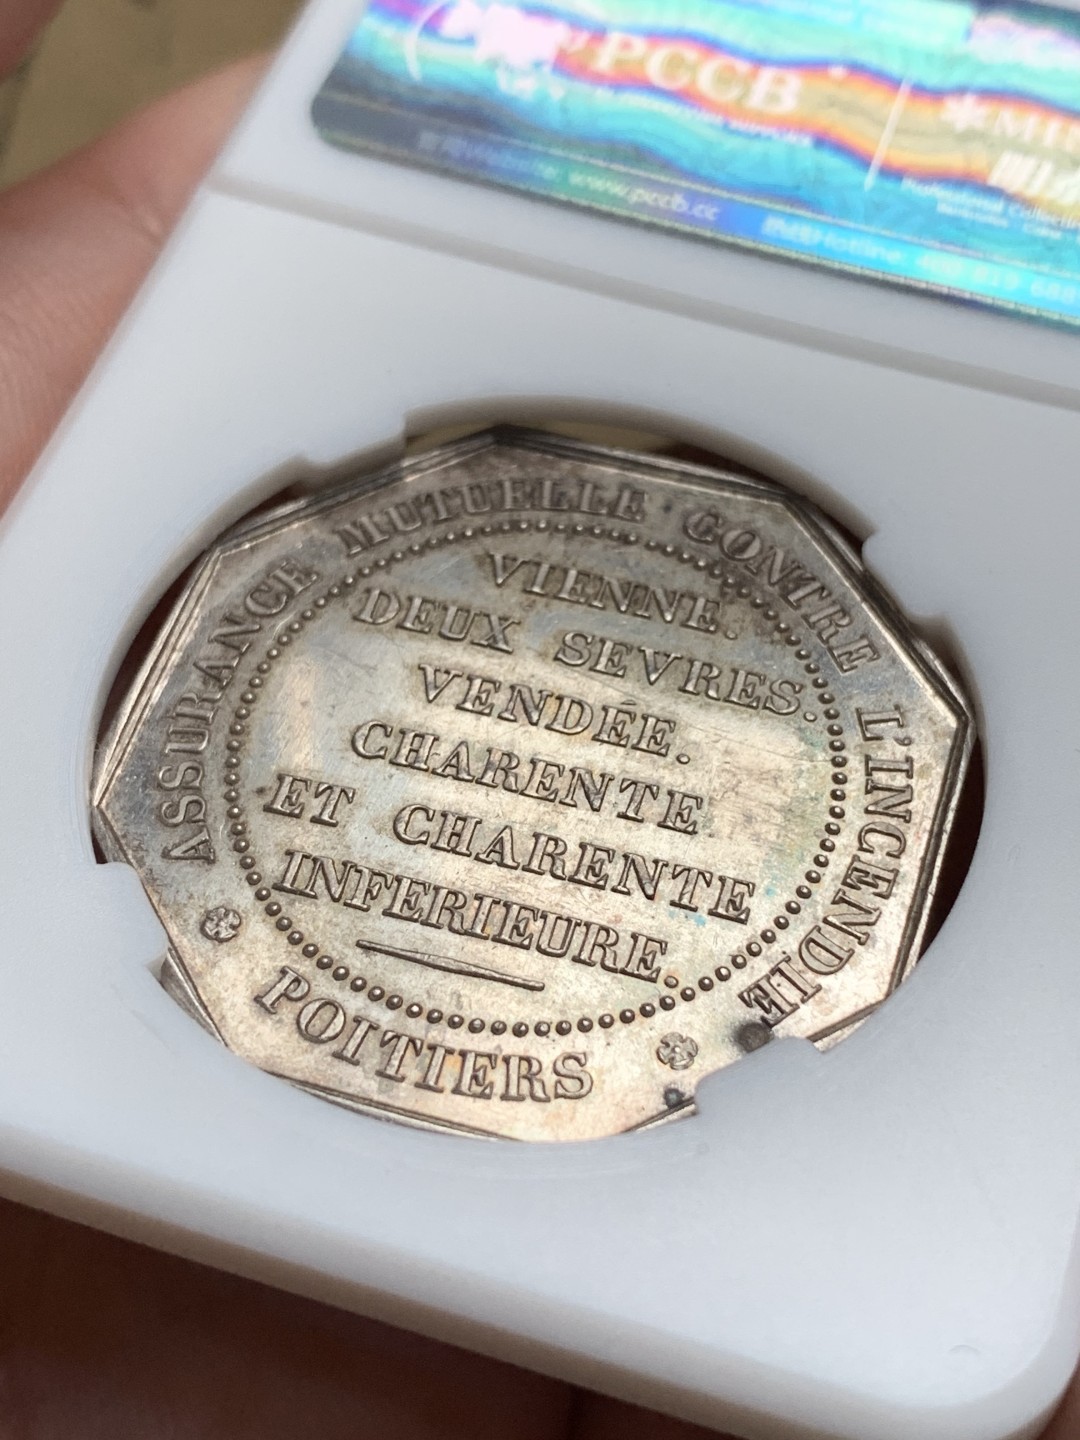 PCCB
www.pccb.cc
ASSURANCE MUTUELLE CONTRE L'INCENDIE
VIENNE.
DEUX SEVRES.
VENDÉE.
CHARENTE
ET CHARENTE
INFERIEURE.
POITIERS